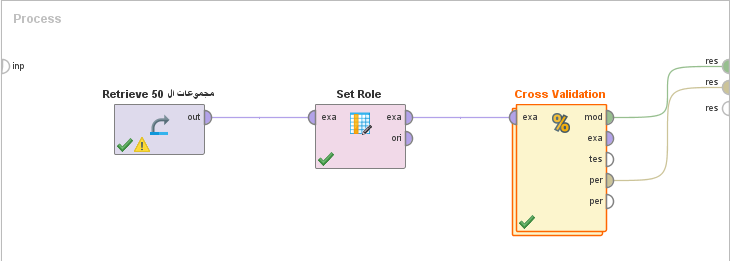 Process
inp
Retrieve 50 مجموعات ال
out
Set Role
exa
exa
ori
Cross Validation
exa
mod
exa
tes
per
per
res
res
res